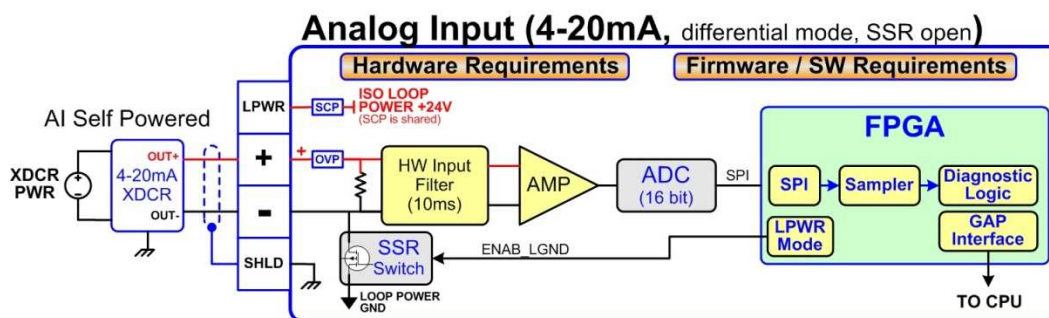 Analog Input (4-20mA, differential mode, SSR open)
Hardware Requirements
Firmware / SW Requirements
AI Self Powered
XDCR
PWR
OUT+
4-20mA
XDCR
OUT-
LPWR
+
-
SHLD
SCP
ISO LOOP
POWER +24V
(SCP is shared)
+
OVP
HW Input
Filter
(10ms)
AMP
ADC
(16 bit)
SPI
SSR
Switch
ENAB_LGND
LOOP POWER
GND
FPGA
SPI
Sampler
Diagnostic
Logic
LPWR
Mode
GAP
Interface
TO CPU